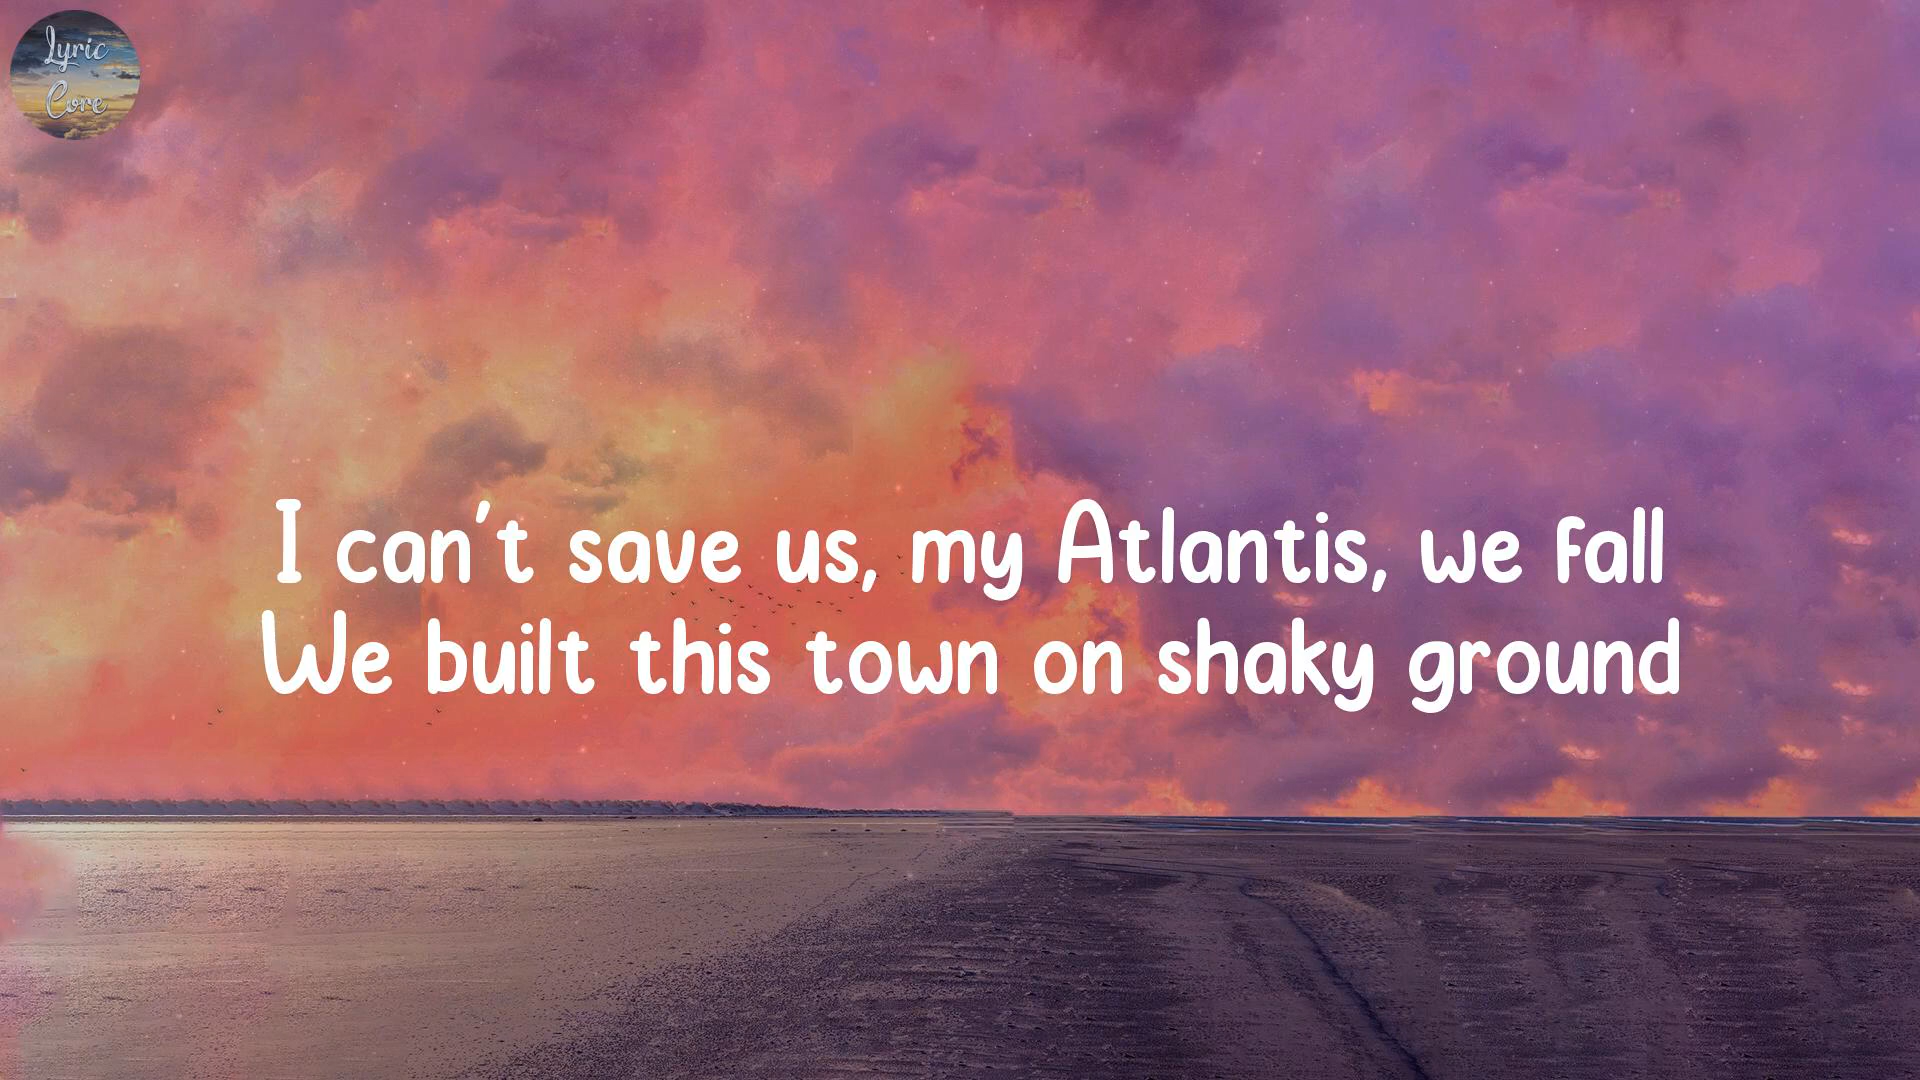 Lyric
Core
I can't save us, my Atlantis, we fall
We built this town on shaky ground